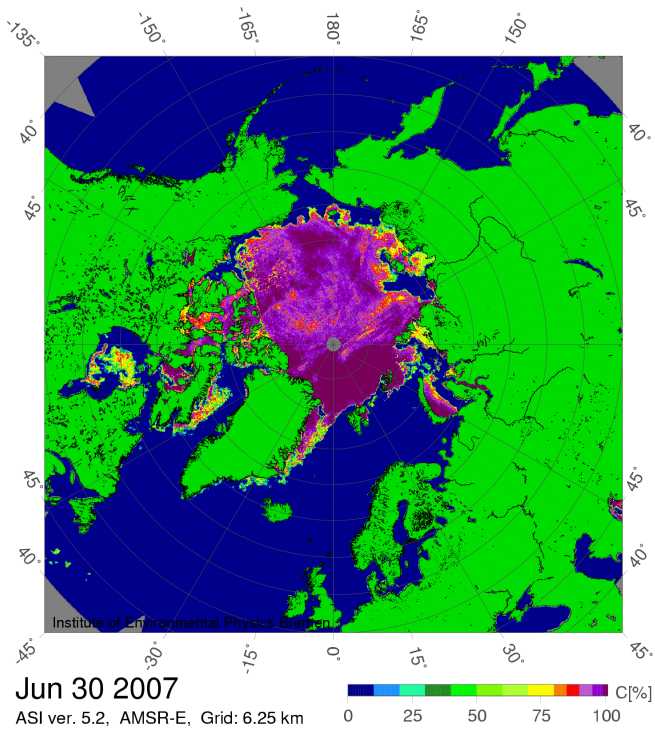 -135° -150° -165° 180° 165° 150°
40° 40°
45° 45°
45° 45°
40° 40°
Institute of Environmental Physics Bremen
-45° -30° -15° 0° 15° 30° 45°
Jun 30 2007
ASI ver. 5.2, AMSR-E, Grid: 6.25 km
C[%]
0 25 50 75 100